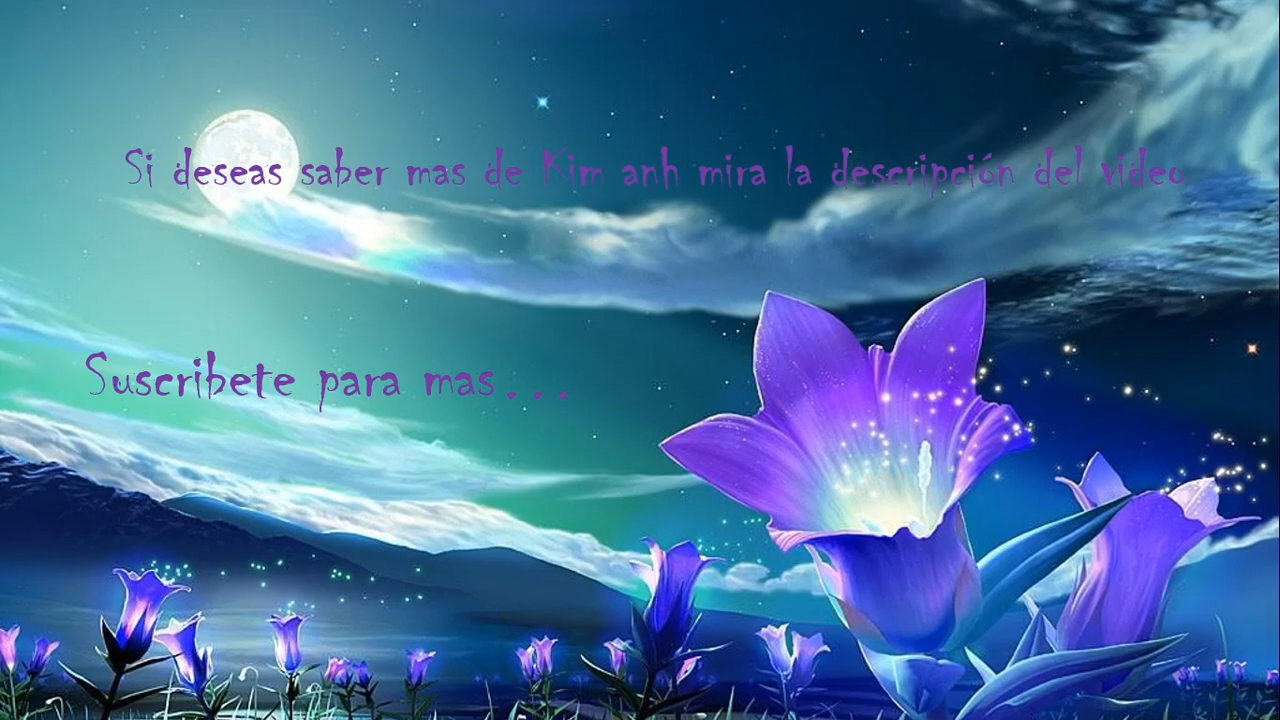 Si deseas saber mas de Kim anh mira la descripción del video
Suscribete para mas...